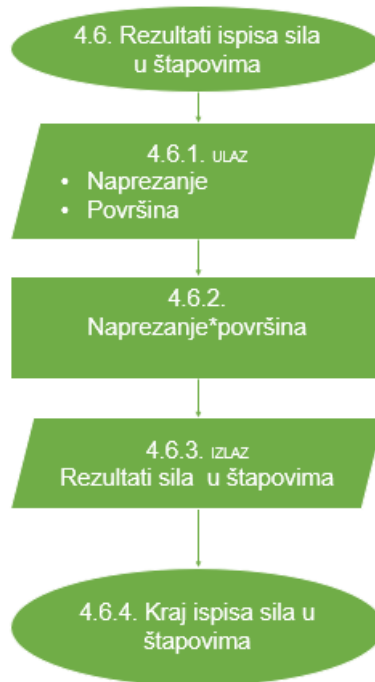 4.6. Rezultati ispisa sila
u štapovima
4.6.1. ULAZ
• Naprezanje
• Površina
4.6.2.
Naprezanje*površina
4.6.3. IZLAZ
Rezultati sila u štapovima
4.6.4. Kraj ispisa sila u
štapovima